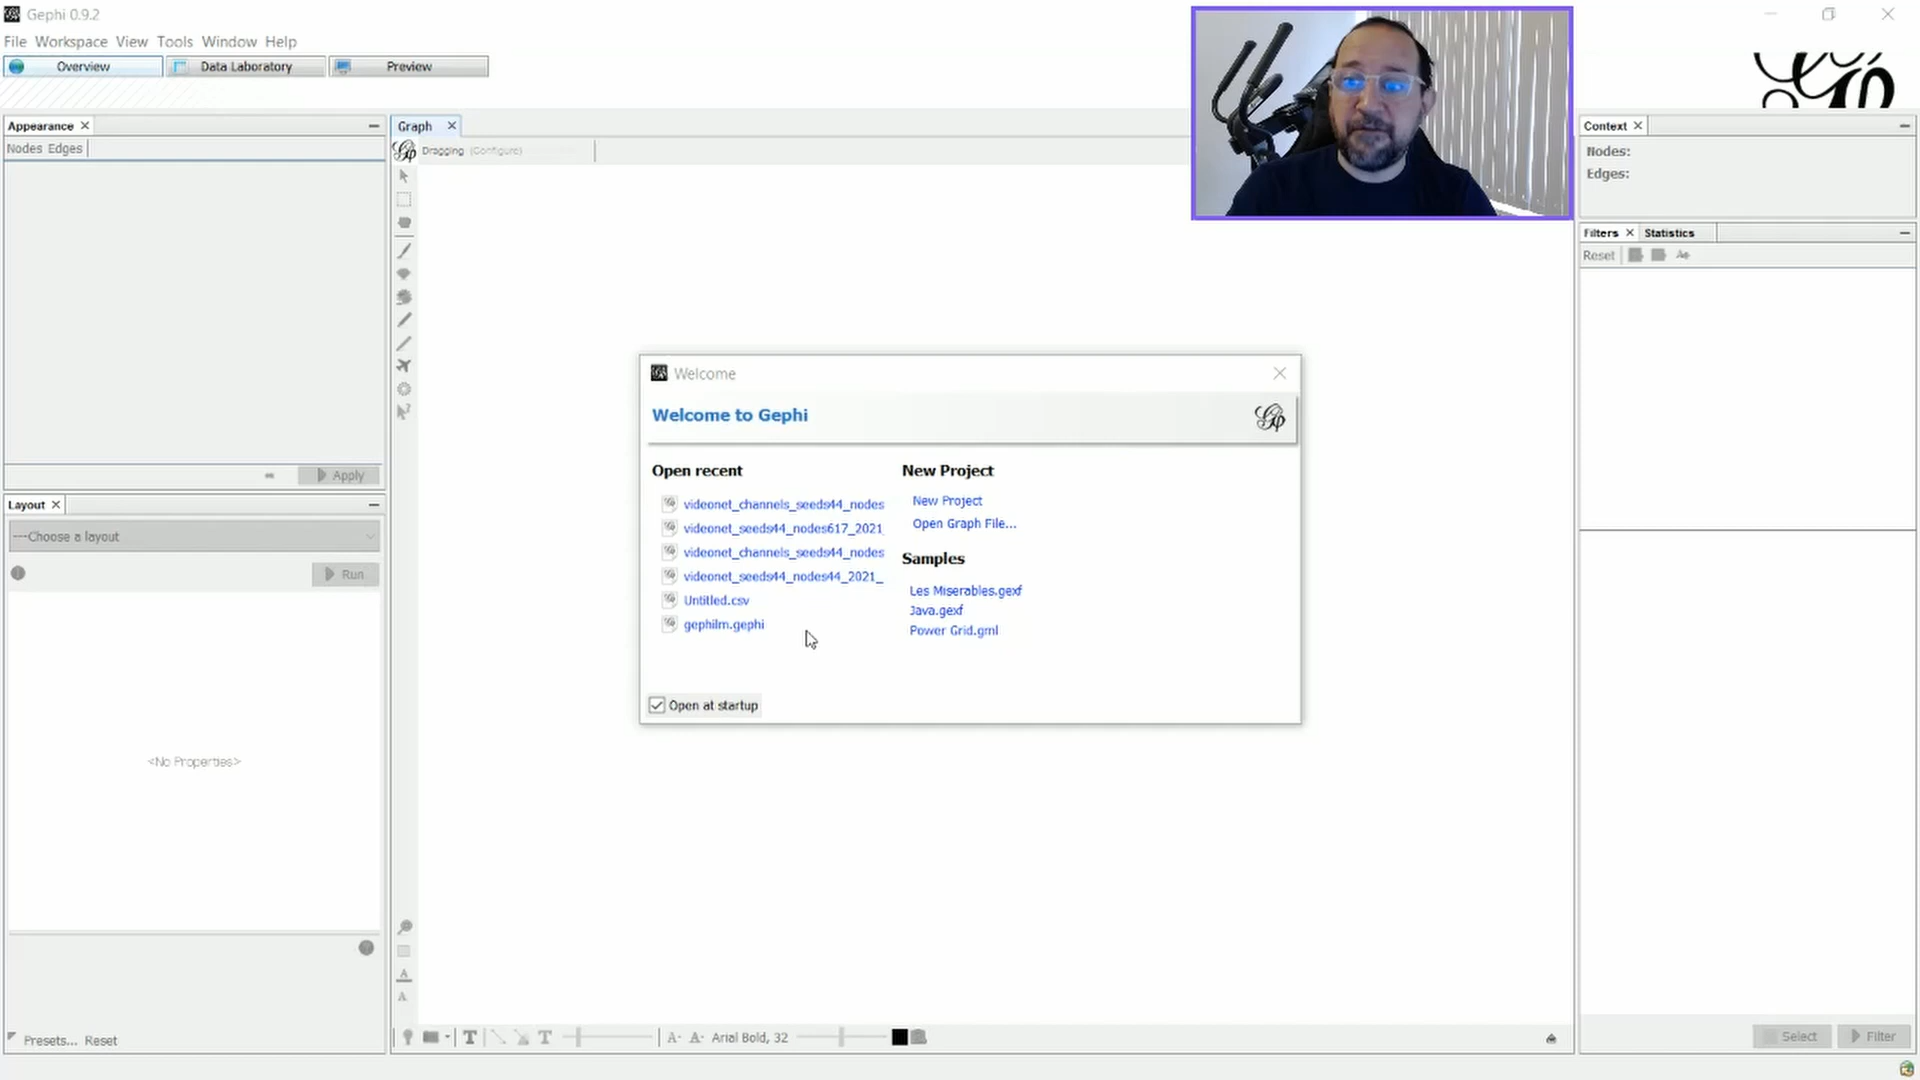 Gephi 0.9.2
File Workspace View Tools Window Help
Overview
Data Laboratory
Preview
Appearance
Nodes Edges
Apply
Layout
---Choose a layout
Run
<No Properties>
Presets... Reset
Graph
Dragging (Configure)
Welcome
Welcome to Gephi
Open recent
videonet_channels_seeds44_nodes
videonet_seeds44_nodes617_2021_
videonet_channels_seeds44_nodes
videonet_seeds44_nodes44_2021_
Untitled.csv
gephilm.gephi
New Project
New Project
Open Graph File...
Samples
Les Miserables.gexf
Java.gexf
Power Grid.gml
Open at startup
T
T
A- A- Arial Bold, 32
Context
Nodes:
Edges:
Filters
Statistics
Reset
Select
Filter